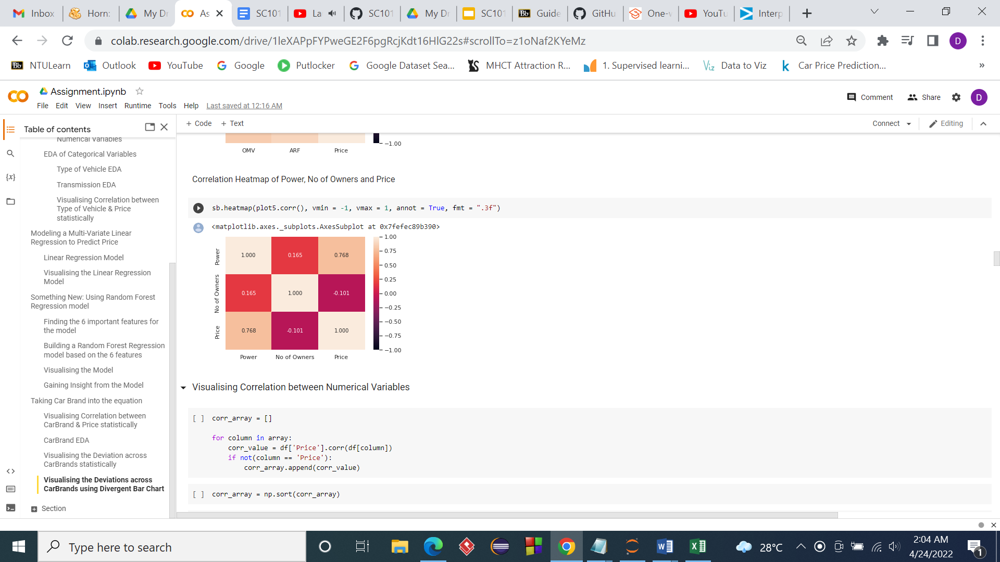 Inbox
Horn:
My Dr
As
SC101
La
SC101
My Dr
SC101
Bb Guide
GitHu
One-w
YouTu
Interp
colab.research.google.com/drive/1leXAPpFYPweGE2F6pgRcjKdt16HlG22s#scrollTo=z1oNaf2KYeMz
D
Bb NTULearn
Outlook
YouTube
Google
Putlocker
Google Dataset Sea...
MHCT Attraction R...
1. Supervised learni...
Data to Viz
Car Price Prediction...
»
Assignment.ipynb
File Edit View Insert Runtime Tools Help Last saved at 12:16 AM
Comment Share D
Table of contents
+ Code + Text
Connect Editing
Numerical Variables
EDA of Categorical Variables
Type of Vehicle EDA
Transmission EDA
Visualising Correlation between
Type of Vehicle & Price
statistically
Modeling a Multi-Variate Linear
Regression to Predict Price
Linear Regression Model
Visualising the Linear Regression
Model
Something New: Using Random Forest
Regression model
Finding the 6 important features for
the model
Building a Random Forest Regression
model based on the 6 features
Visualising the Model
Gaining Insight from the Model
Taking Car Brand into the equation
Visualising Correlation between
CarBrand & Price statistically
CarBrand EDA
Visualising the Deviation across
CarBrands statistically
Visualising the Deviations across
CarBrands using Divergent Bar Chart
Section
{x}
−1.00
OMV ARF Price
Correlation Heatmap of Power, No of Owners and Price
sb.heatmap(plot5.corr(), vmin = -1, vmax = 1, annot = True, fmt = ".3f")
<matplotlib.axes._subplots.AxesSubplot at 0x7fefec89b390>
Power 1.000 0.165 0.768
No of Owners 0.165 1.000 -0.101
Price 0.768 -0.101 1.000
Power No of Owners Price
1.00
0.75
0.50
0.25
0.00
−0.25
−0.50
−0.75
−1.00
Visualising Correlation between Numerical Variables
[ ] corr_array = []
for column in array:
corr_value = df['Price'].corr(df[column])
if not(column == 'Price'):
corr_array.append(corr_value)
[ ] corr_array = np.sort(corr_array)
Type here to search
28°C
2:04 AM
4/24/2022
1